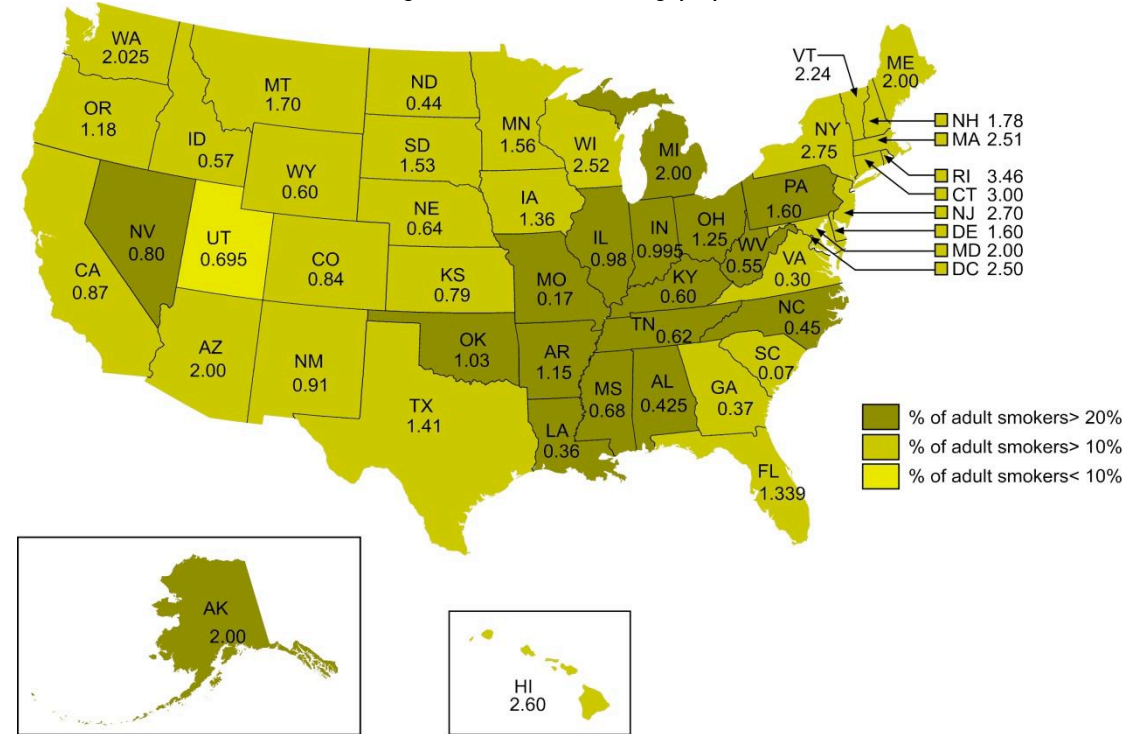 WA
2.025
MT
1.70
ND
0.44
MN
1.56
VT
2.24
ME
2.00
OR
1.18
ID
0.57
WY
0.60
SD
1.53
WI
2.52
MI
2.00
NY
2.75
NH 1.78
MA 2.51
RI 3.46
CT 3.00
NJ 2.70
DE 1.60
MD 2.00
DC 2.50
NV
0.80
UT
0.695
CO
0.84
NE
0.64
IA
1.36
IL
0.98
IN
0.995
OH
1.25
PA
1.60
WV
0.55
VA
0.30
CA
0.87
KS
0.79
MO
0.17
KY
0.60
NC
0.45
AZ
2.00
NM
0.91
OK
1.03
AR
1.15
TN 0.62
SC
0.07
TX
1.41
LA
0.36
MS
0.68
AL
0.425
GA
0.37
FL
1.339
% of adult smokers> 20%
% of adult smokers> 10%
% of adult smokers< 10%
AK
2.00
HI
2.60